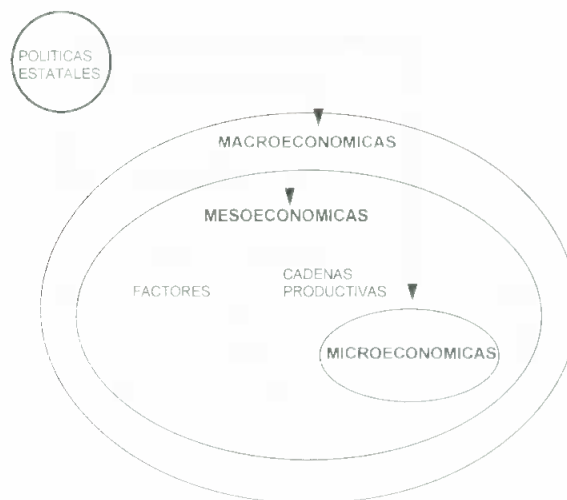 POLITICAS
ESTATALES
MACROECONOMICAS
MESOECONOMICAS
FACTORES
CADENAS
PRODUCTIVAS
MICROECONOMICAS